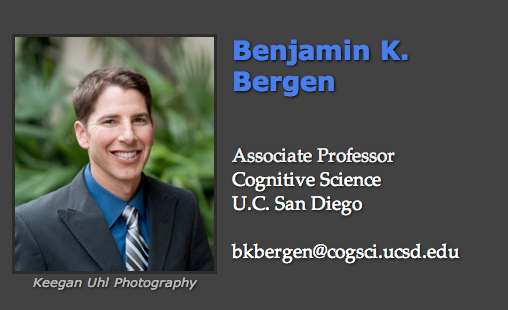 Benjamin K.
Bergen
Associate Professor
Cognitive Science
U.C. San Diego
bkbergen@cogsci.ucsd.edu
Keegan Uhl Photography